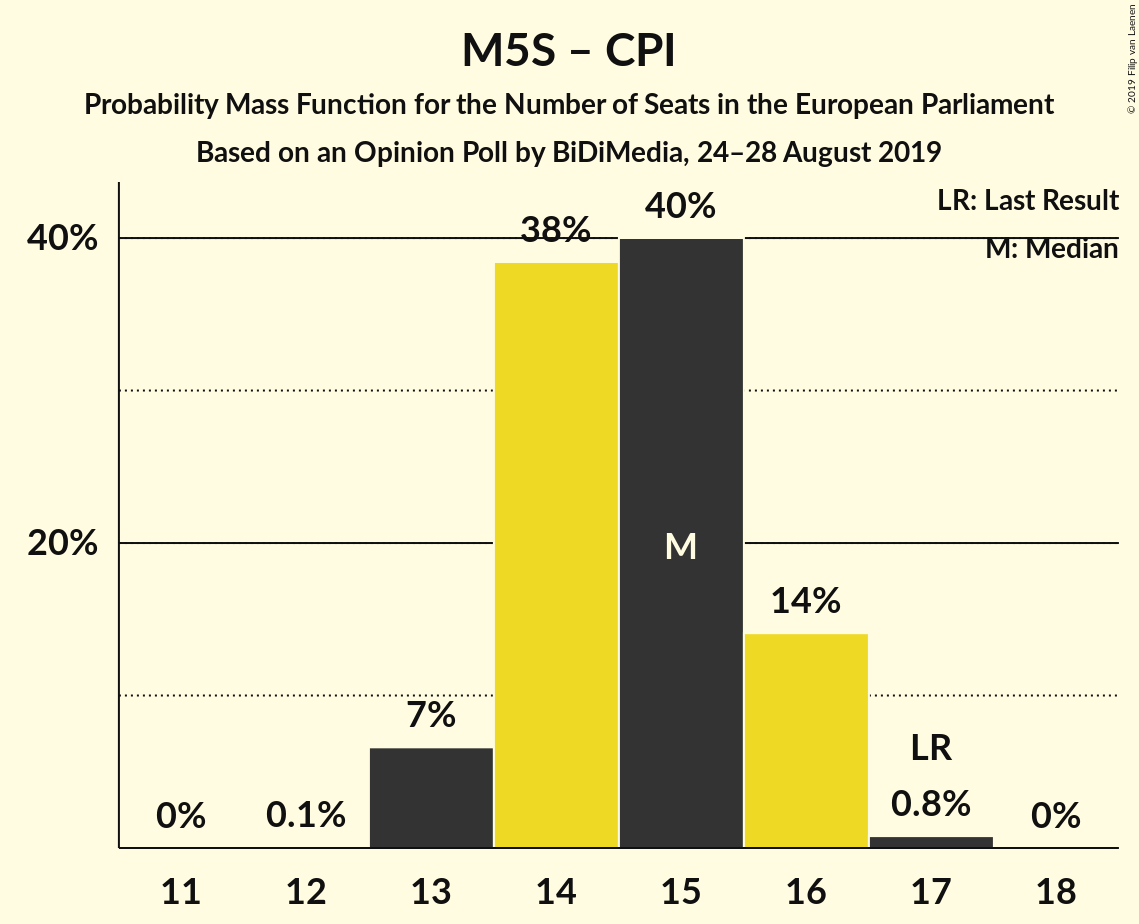 M5S – CPI
Probability Mass Function for the Number of Seats in the European Parliament
Based on an Opinion Poll by BiDiMedia, 24–28 August 2019
© 2019 Filip van Laenen
LR: Last Result
M: Median
40%
20%
0%
0.1%
7%
38%
40%
M
14%
LR
0.8%
0%
11 12 13 14 15 16 17 18